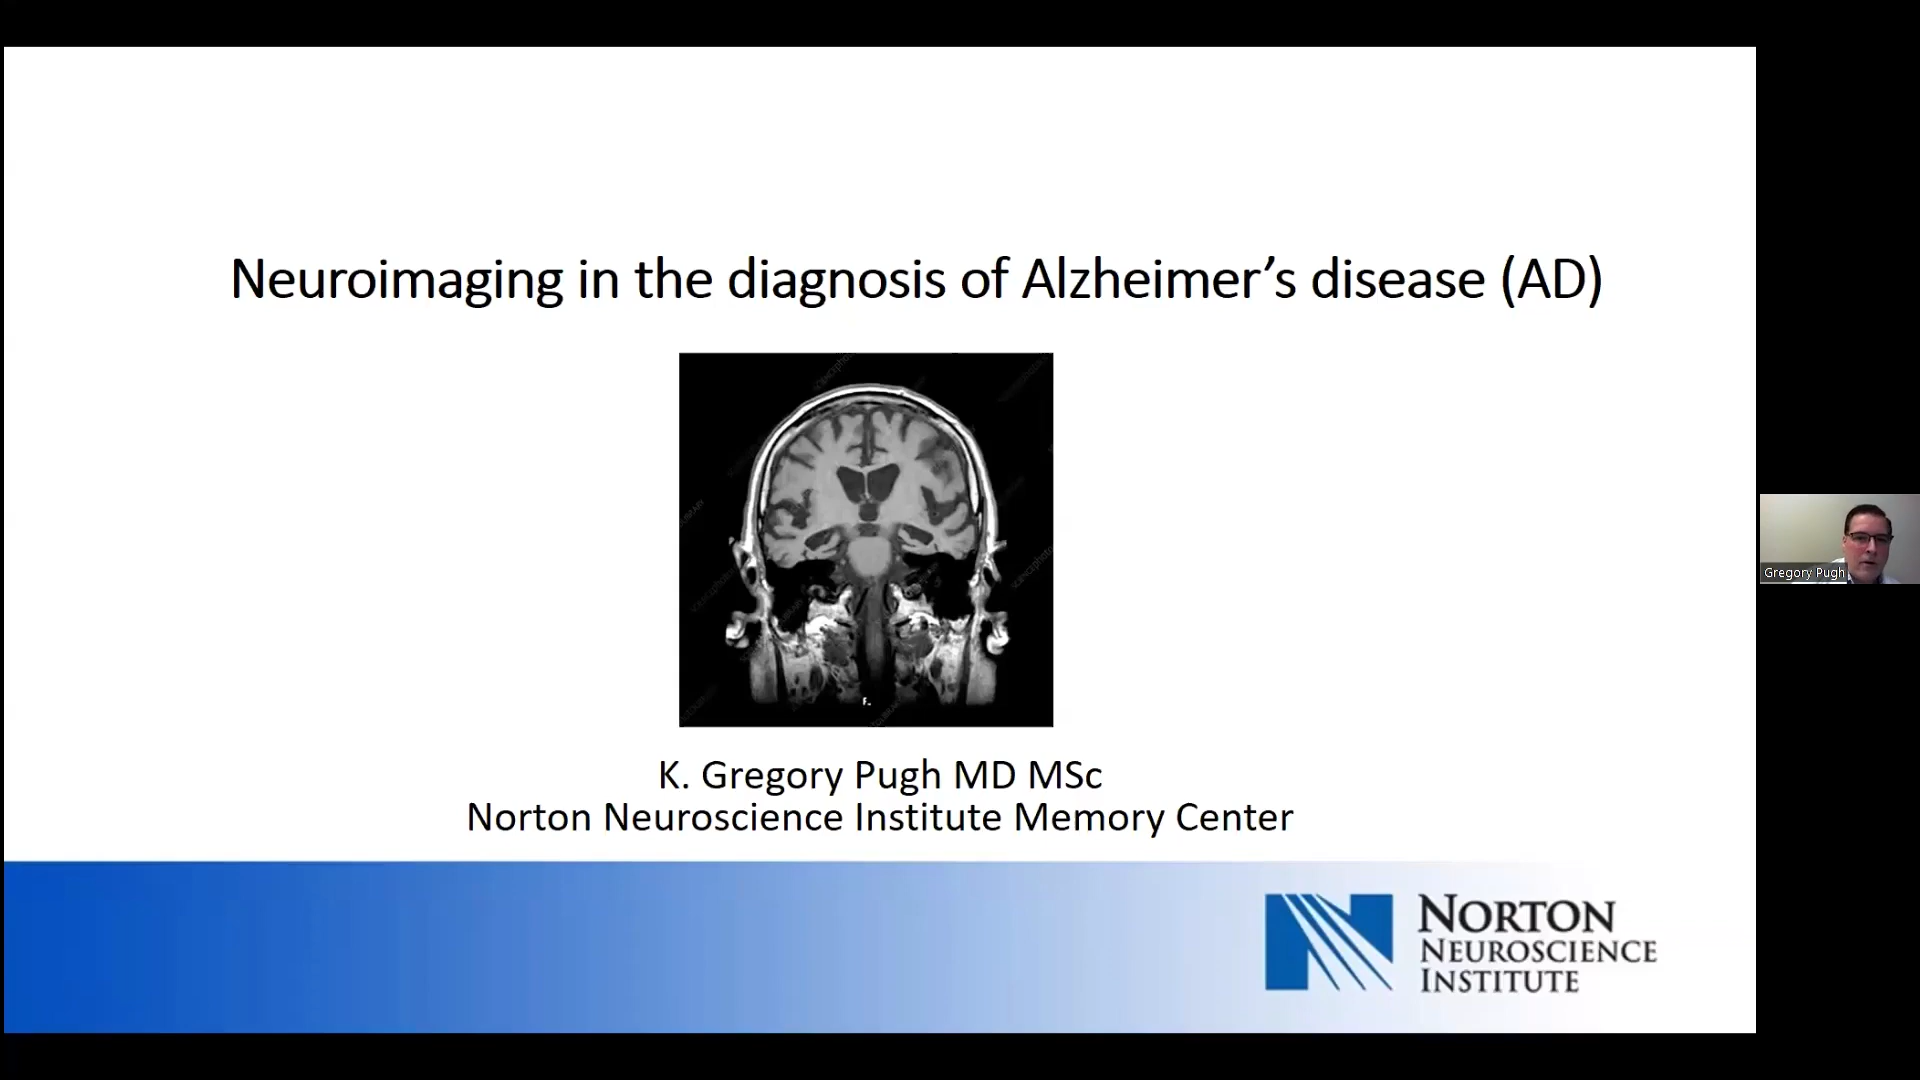 Neuroimaging in the diagnosis of Alzheimer’s disease (AD)
K. Gregory Pugh MD MSc
Norton Neuroscience Institute Memory Center
NORTON
NEUROSCIENCE
INSTITUTE
Gregory Pugh